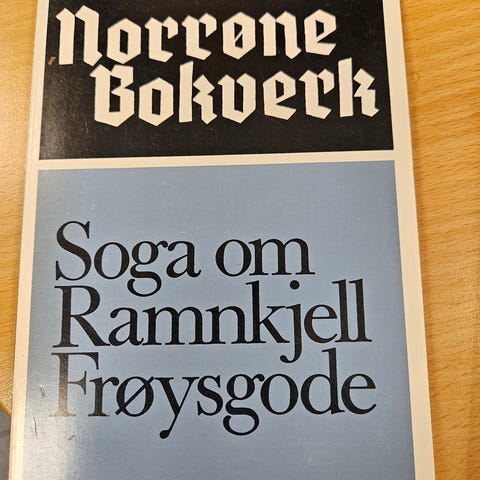 Norrøne
Bokverk
Soga om
Ramnkjell
Frøysgode